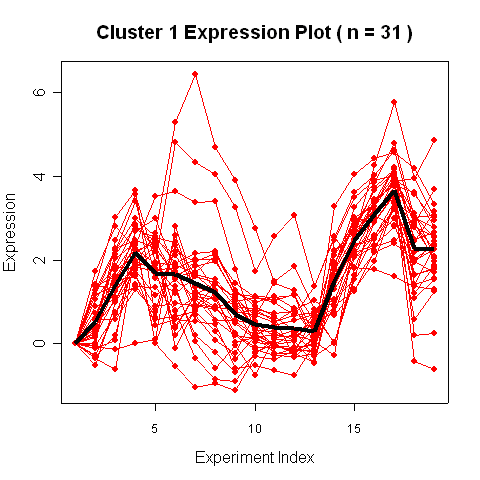 Cluster 1 Expression Plot ( n = 31 )
Expression
6
4
2
0
5 10 15
Experiment Index